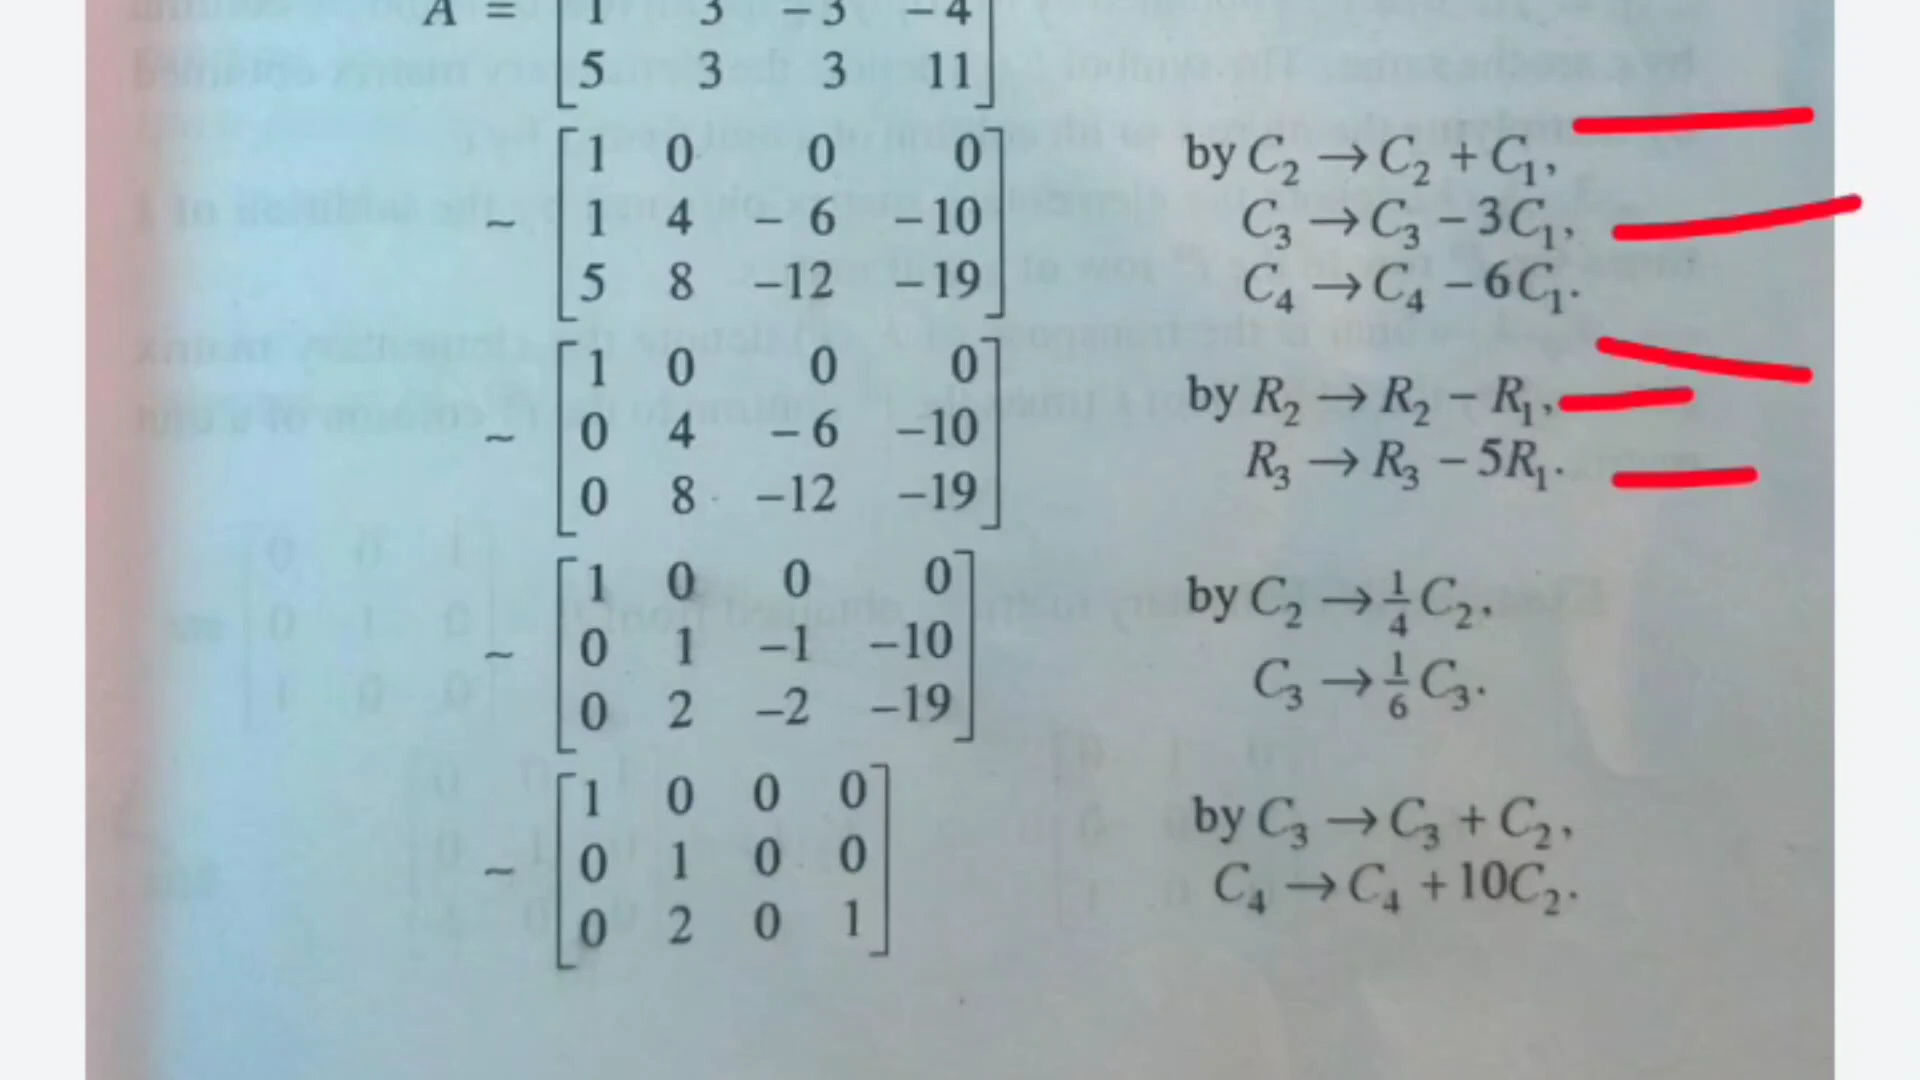 A = 1 3 −3 −4
5 3 3 11
1 0 0 0 by C₂ → C₂ + C₁,
~ 1 4 −6 −10 C₃ → C₃ − 3C₁,
5 8 −12 −19 C₄ → C₄ − 6C₁.
1 0 0 0 by R₂ → R₂ − R₁,
~ 0 4 −6 −10 R₃ → R₃ − 5R₁.
0 8 −12 −19
1 0 0 0 by C₂ → ¼ C₂,
~ 0 1 −1 −10 C₃ → ⅙ C₃.
0 2 −2 −19
1 0 0 0 by C₃ → C₃ + C₂,
~ 0 1 0 0 C₄ → C₄ + 10C₂.
0 2 0 1